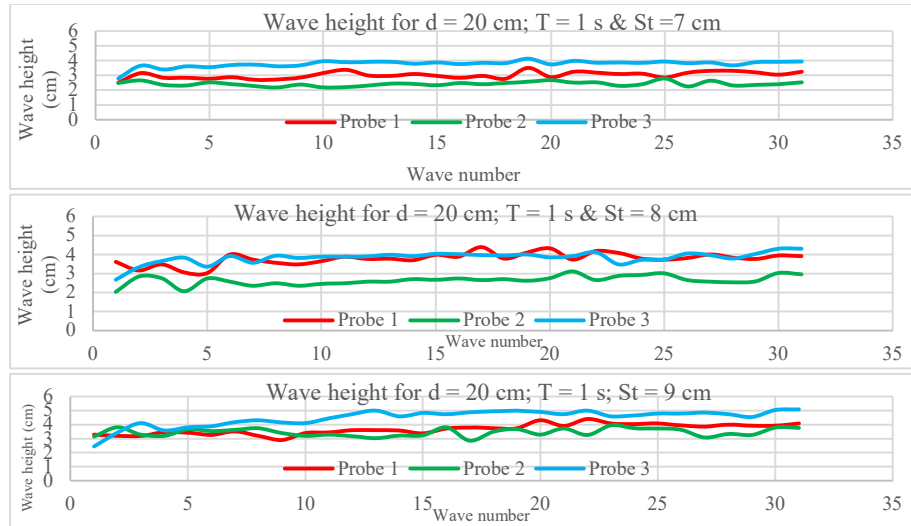 Wave height for d = 20 cm; T = 1 s & St =7 cm
Wave height
(cm)
6
5
4
3
2
1
0
Probe 1
Probe 2
Probe 3
0
5
10
15
20
25
30
35
Wave number
Wave height for d = 20 cm; T = 1 s & St = 8 cm
Wave height
(cm)
6
5
4
3
2
1
0
Probe 1
Probe 2
Probe 3
0
5
10
15
20
25
30
35
Wave number
Wave height for d = 20 cm; T = 1 s; St = 9 cm
Wave height (cm)
6
5
4
3
2
1
0
Probe 1
Probe 2
Probe 3
0
5
10
15
20
25
30
35
Wave number